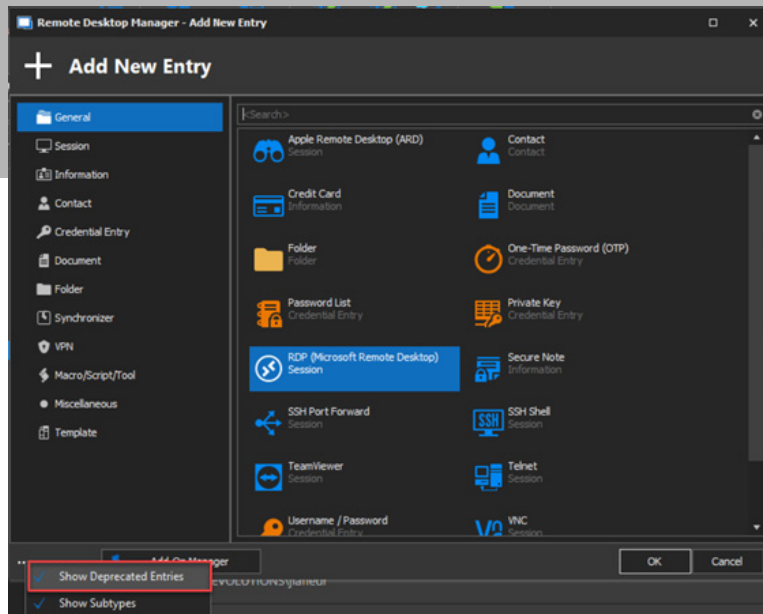 Remote Desktop Manager - Add New Entry
Add New Entry
General
Session
Information
Contact
Credential Entry
Document
Folder
Synchronizer
VPN
Macro/Script/Tool
Miscellaneous
Template
<Search>
Apple Remote Desktop (ARD)
Session
Contact
Contact
Credit Card
Information
Document
Document
Folder
Folder
One-Time Password (OTP)
Credential Entry
Password List
Credential Entry
Private Key
Credential Entry
RDP (Microsoft Remote Desktop)
Session
Secure Note
Information
SSH Port Forward
Session
SSH
SSH Shell
Session
TeamViewer
Session
Telnet
Session
Username / Password
Credential Entry
VNC
Session
Add-On Manager
OK
Cancel
Show Deprecated Entries
Show Subtypes